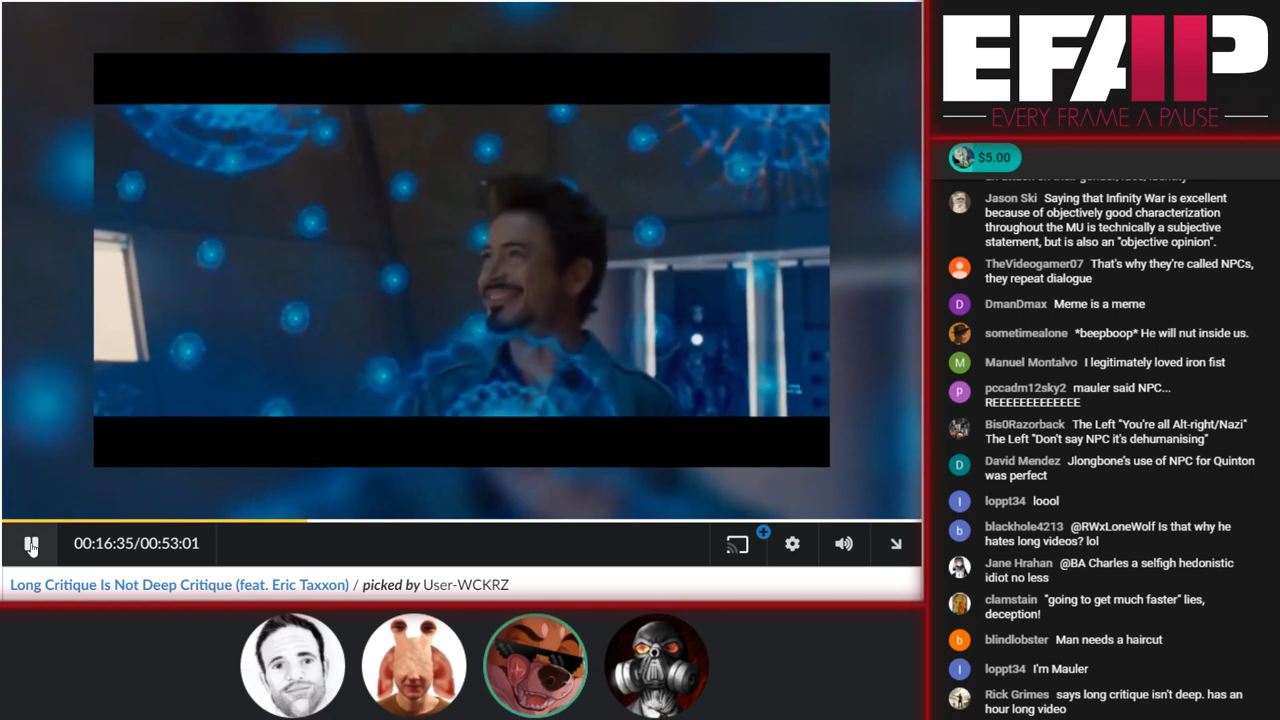 EFAP
EVERY FRAME A PAUSE
$5.00
Jason Ski Saying that Infinity War is excellent
because of objectively good characterization
throughout the MU is technically a subjective
statement, but is also an "objective opinion".
TheVideogamer07 That's why they're called NPCs,
they repeat dialogue
D
DmanDmax Meme is a meme
sometimealone *beepboop* He will nut inside us.
M
Manuel Montalvo I legitimately loved iron fist
p
pccadm12sky2 mauler said NPC...
REEEEEEEEEEEEE
Bis0Razorback The Left "You're all Alt-right/Nazi"
The Left "Don't say NPC it's dehumanising"
D
David Mendez Jlongbone's use of NPC for Quinton
was perfect
l
loppt34 loool
b
blackhole4213 @RWxLoneWolf Is that why he
hates long videos? lol
Jane Hrahan @BA Charles a selfigh hedonistic
idiot no less
clamstain "going to get much faster" lies,
deception!
b
blindlobster Man needs a haircut
l
loppt34 I'm Mauler
Rick Grimes says long critique isn't deep. has an
hour long video
00:16:35/00:53:01
Long Critique Is Not Deep Critique (feat. Eric Taxxon) / picked by User-WCKRZ